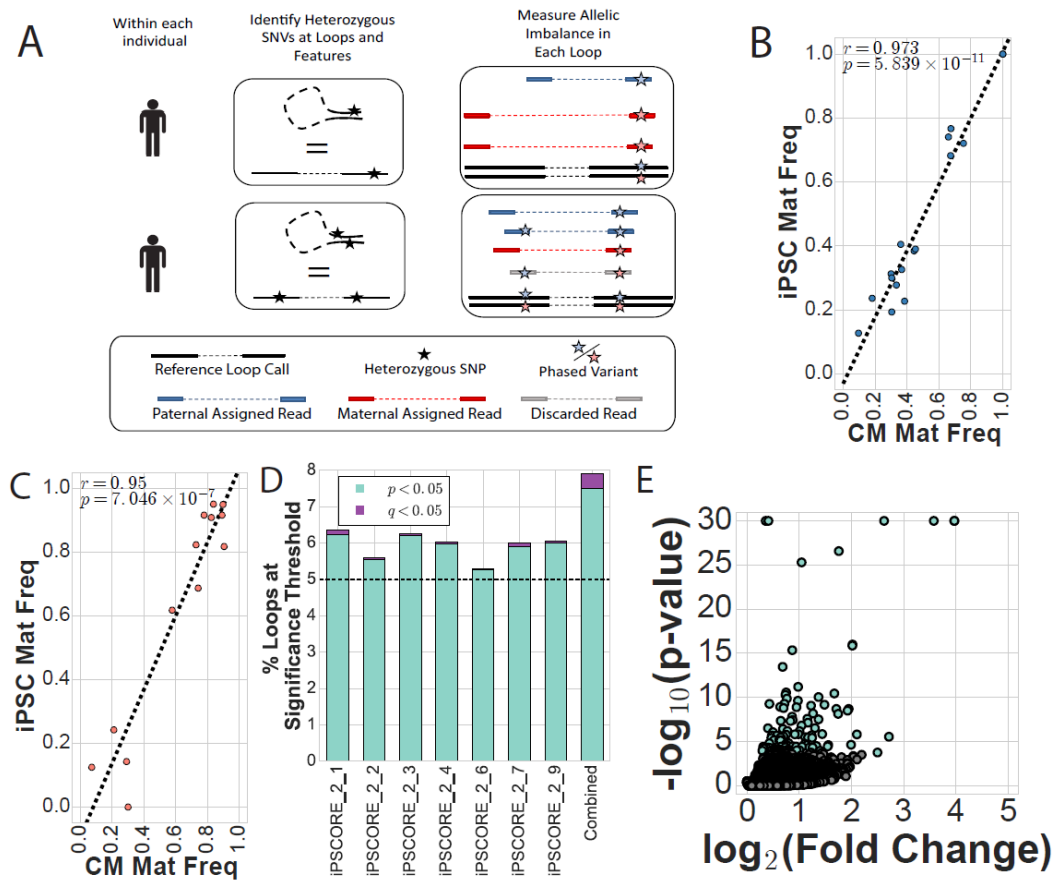 A
Within each
individual
Identify Heterozygous
SNVs at Loops and
Features
Measure Allelic
Imbalance in
Each Loop
Reference Loop Call
Heterozygous SNP
Phased Variant
Paternal Assigned Read
Maternal Assigned Read
Discarded Read
B
r = 0.973
p = 5.839 × 10⁻¹¹
iPSC Mat Freq
1.0
0.8
0.6
0.4
0.2
0.0
0.0
0.2
0.4
0.6
0.8
1.0
CM Mat Freq
C
r = 0.95
p = 7.046 × 10⁻⁷
iPSC Mat Freq
1.0
0.8
0.6
0.4
0.2
0.0
0.0
0.2
0.4
0.6
0.8
1.0
CM Mat Freq
D
p < 0.05
q < 0.05
% Loops at
Significance Threshold
8
7
6
5
4
3
2
1
0
iPSCORE_2_1
iPSCORE_2_2
iPSCORE_2_3
iPSCORE_2_4
iPSCORE_2_6
iPSCORE_2_7
iPSCORE_2_9
Combined
E
-log₁₀(p-value)
30
25
20
15
10
5
0
0
1
2
3
4
5
log₂(Fold Change)